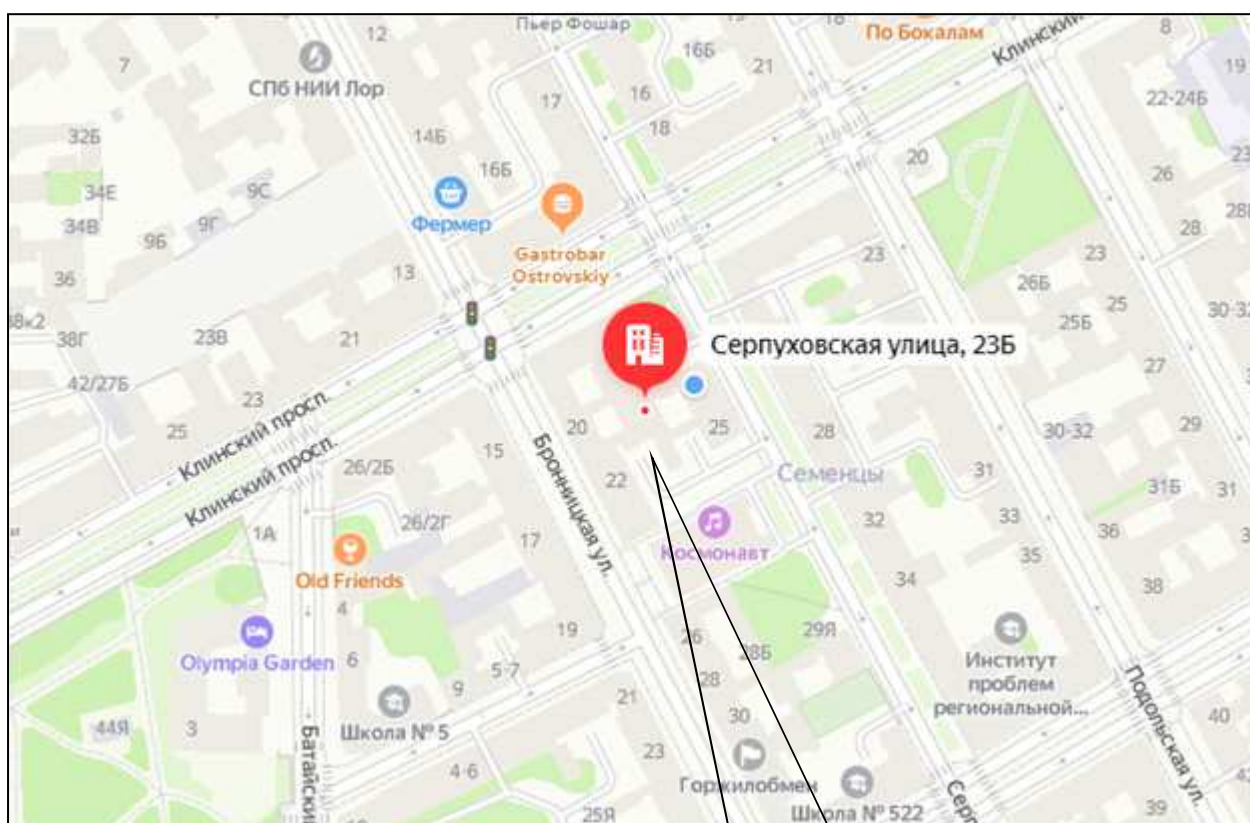 Пьер Фошар
12
16Б
18
По Бокалам
Клинский
8
7
СПб НИИ Лор
21
19
17
16
22-24Б
32Б
14Б
18
20
23
16Б
26
34Е
9С
Фермер
34В
9Г
9Б
28
Gastrobar
Ostrovskiy
23
23
36
13
26Б
25
38Г
23В
21
Серпуховская улица, 23Б
25Б
27
42/27Б
23
Клинский просп.
25
20
25
28
30-32
29
15
Клинский просп.
26/2Б
22
Семенцы
31
31Б
31
Бронницкая ул.
26/2Г
33
32
1А
17
Космонавт
36
35
Old Friends
34
38
4
19
26
29Я
28Б
Olympia Garden
6
5-7
Институт
проблем
региональной...
28
9
21
44Я
3
Школа № 5
30
Подольская ул.
40
23
4-6
Горжилобмен
25Я
Школа № 522
39